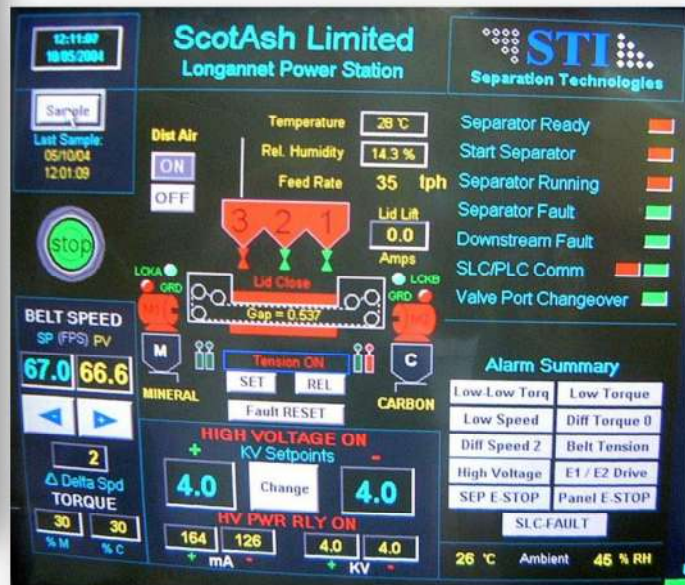 12:11:07
10/05/2004
ScotAsh Limited
Longannet Power Station
STI
Separation Technologies
Sample
Last Sample:
05/10/04
12:01:09
Dist Air
ON
OFF
Temperature 28 °C
Rel. Humidity 14.3 %
Feed Rate 35 tph
3 2 1
Lid Lift
0.0
Amps
Separator Ready
Start Separator
Separator Running
Separator Fault
Downstream Fault
SLC/PLC Comm
Valve Port Changeover
stop
LCKA
GRD
M1
Lid Close
Gap = 0.537
LCKB
GRD
M2
M
MINERAL
C
CARBON
Tension ON
SET REL
Fault RESET
BELT SPEED
SP (FPS) PV
67.0 66.6
- +
2
Δ Delta Spd
TORQUE
30 30
% M % C
HIGH VOLTAGE ON
+ KV Setpoints -
4.0 Change 4.0
HV PWR RLY ON
164 126 4.0 4.0
+ mA - + KV -
Alarm Summary
Low-Low Torq Low Torque
Low Speed Diff Torque 0
Diff Speed 2 Belt Tension
High Voltage E1 / E2 Drive
SEP E-STOP Panel E-STOP
SLC-FAULT
26 °C Ambient 45 % RH